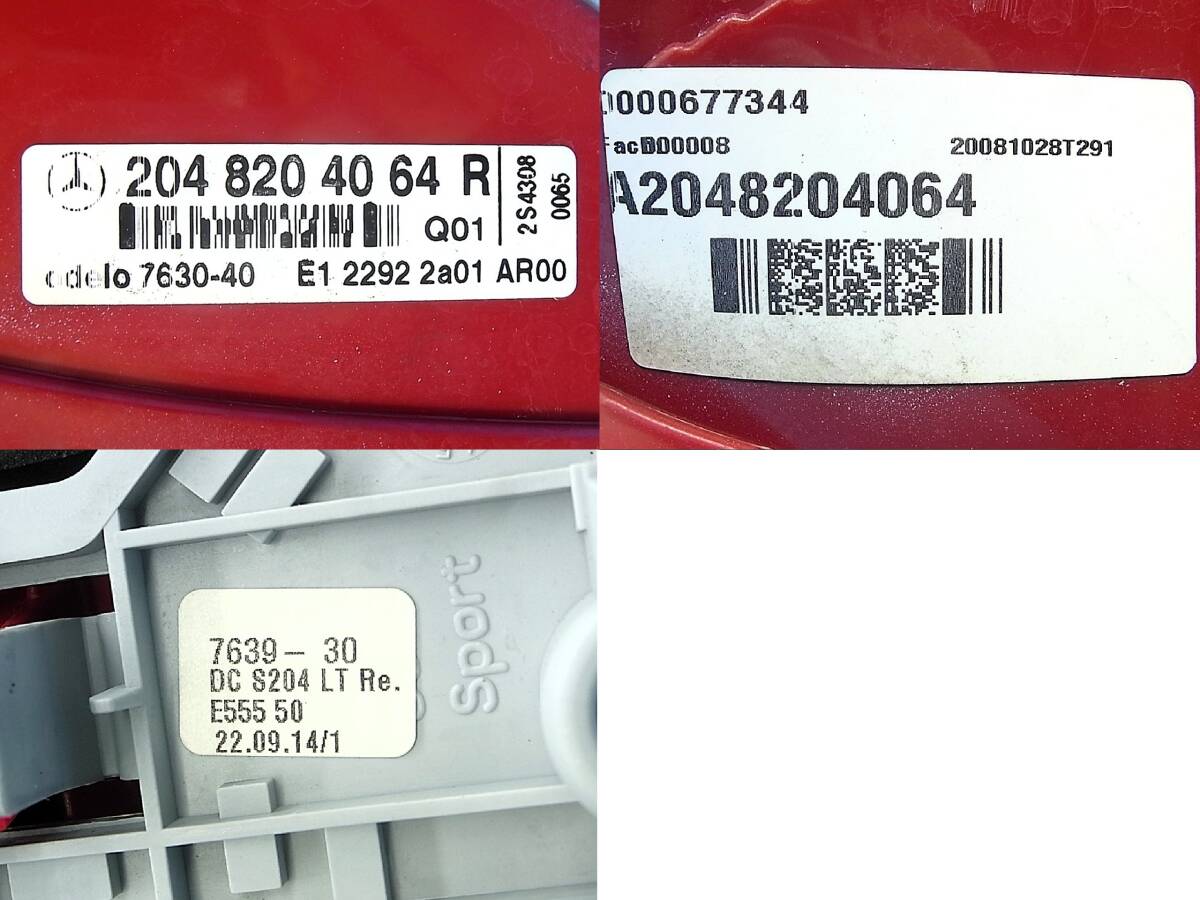 204 820 40 64 R
Q01
2S4308
0065
odelo 7630-40 E1 2292 2a01 AR00
0000677344
20081028T291
A2048204064
Sport
7639- 30
DC S204 LT Re.
E555 50
22.09.14/1